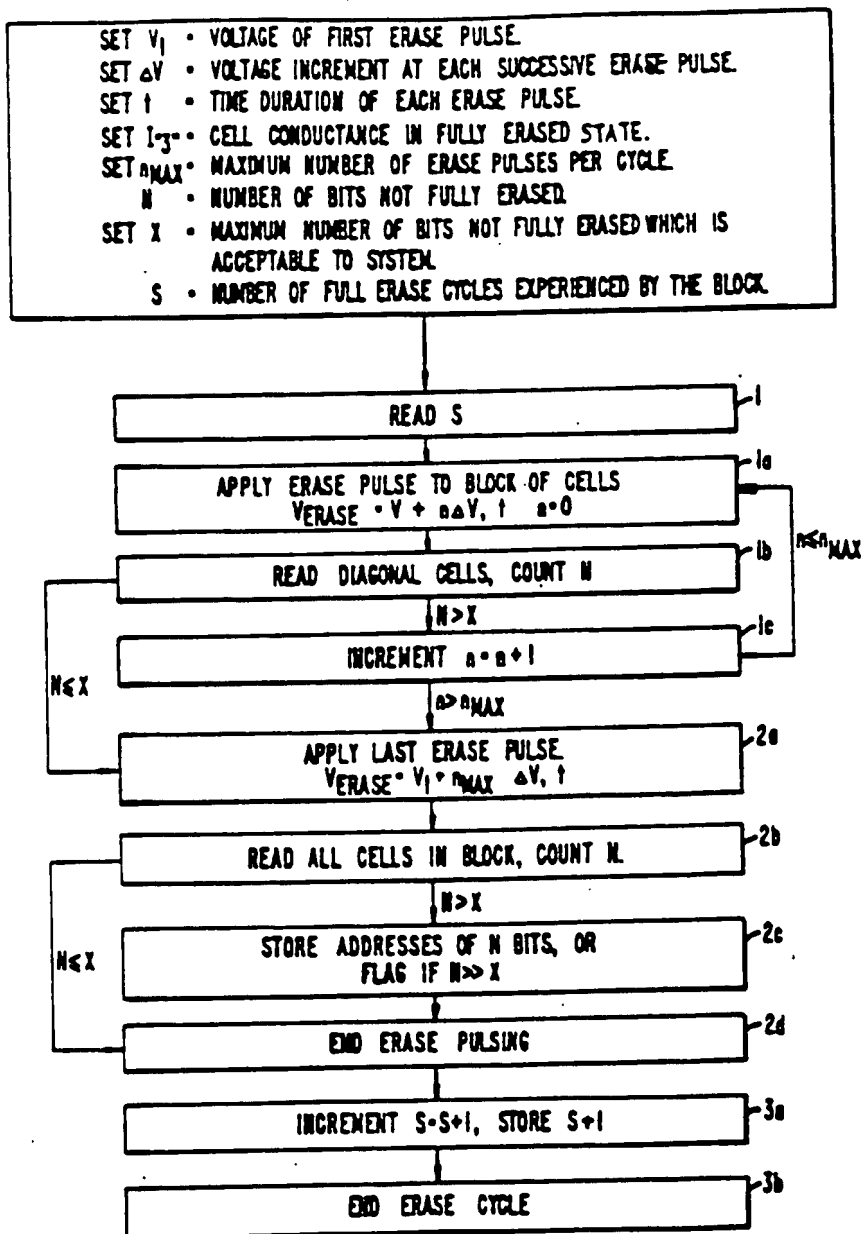 SET V1 = VOLTAGE OF FIRST ERASE PULSE.
SET ΔV = VOLTAGE INCREMENT AT EACH SUCCESSIVE ERASE PULSE.
SET t = TIME DURATION OF EACH ERASE PULSE.
SET I"3" = CELL CONDUCTANCE IN FULLY ERASED STATE.
SET nMAX = MAXIMUM NUMBER OF ERASE PULSES PER CYCLE.
N = NUMBER OF BITS NOT FULLY ERASED.
SET X = MAXIMUM NUMBER OF BITS NOT FULLY ERASED WHICH IS
ACCEPTABLE TO SYSTEM.
S = NUMBER OF FULL ERASE CYCLES EXPERIENCED BY THE BLOCK.
1
READ S
1a
APPLY ERASE PULSE TO BLOCK OF CELLS
VERASE = V + nΔV, t n=0
n≤nMAX
1b
READ DIAGONAL CELLS, COUNT N
N>X
1c
INCREMENT n=n+1
N≤X
n>nMAX
2a
APPLY LAST ERASE PULSE.
VERASE = V1 + nMAX ΔV, t
2b
READ ALL CELLS IN BLOCK, COUNT N.
N>X
2c
STORE ADDRESSES OF N BITS, OR
FLAG IF N>>X
N≤X
2d
END ERASE PULSING
3a
INCREMENT S=S+1, STORE S+1
3b
END ERASE CYCLE